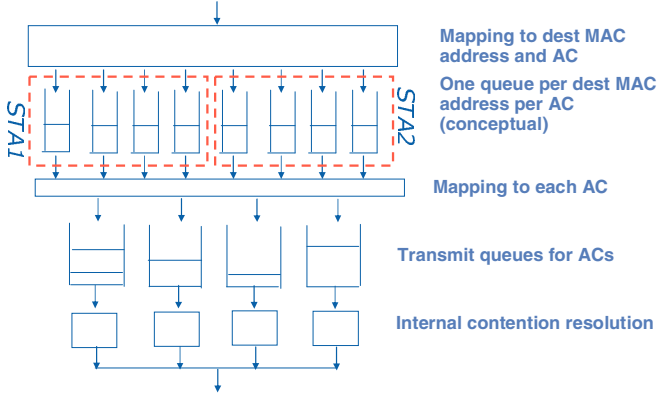 Mapping to dest MAC
address and AC
One queue per dest MAC
address per AC
(conceptual)
STA1
STA2
Mapping to each AC
Transmit queues for ACs
Internal contention resolution